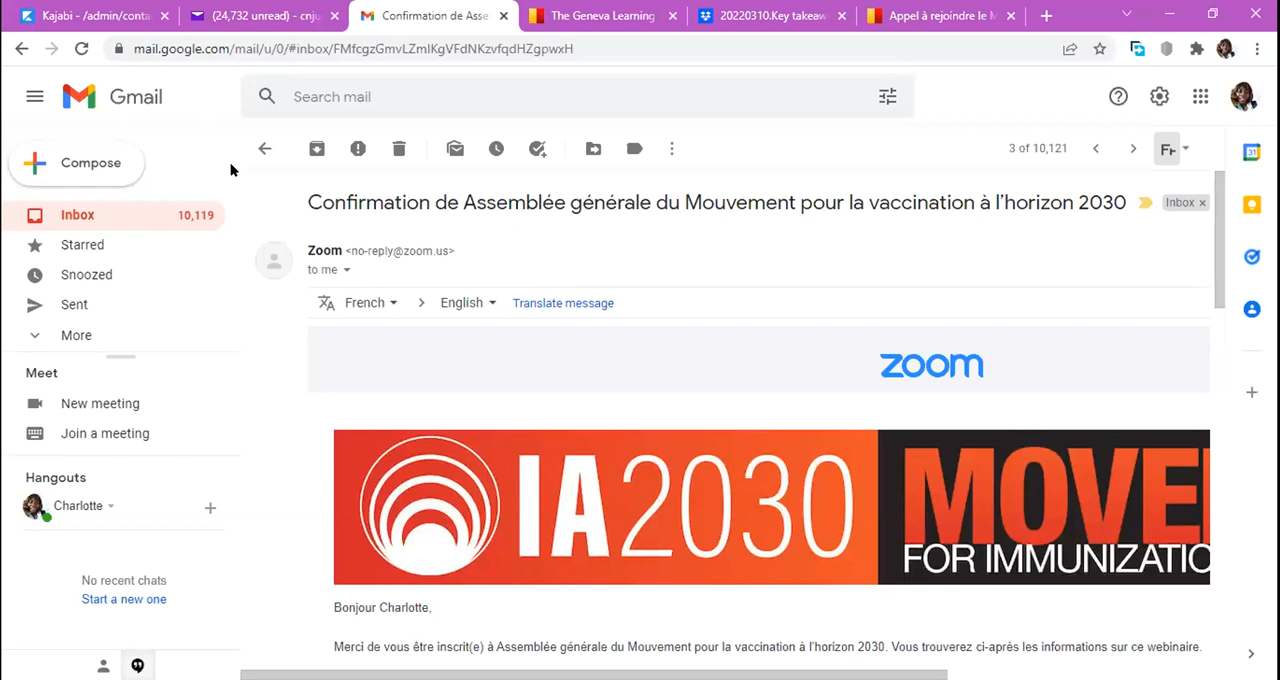 Kajabi - /admin/conta
(24,732 unread) - cnju
Confirmation de Asse
The Geneva Learning
20220310.Key takeaw
Appel à rejoindre le M
mail.google.com/mail/u/0/#inbox/FMfcgzGmvLZmlKgVFdNKzvfqdHZgpwxH
Gmail
Search mail
Compose
3 of 10,121
Inbox 10,119
Starred
Snoozed
Sent
More
Meet
New meeting
Join a meeting
Hangouts
Charlotte
No recent chats
Start a new one
Confirmation de Assemblée générale du Mouvement pour la vaccination à l'horizon 2030
Inbox ×
Zoom <no-reply@zoom.us>
to me
French > English Translate message
zoom
IA2030
MOVE
FOR IMMUNIZATIO
Bonjour Charlotte,
Merci de vous être inscrit(e) à Assemblée générale du Mouvement pour la vaccination à l'horizon 2030. Vous trouverez ci-après les informations sur ce webinaire.